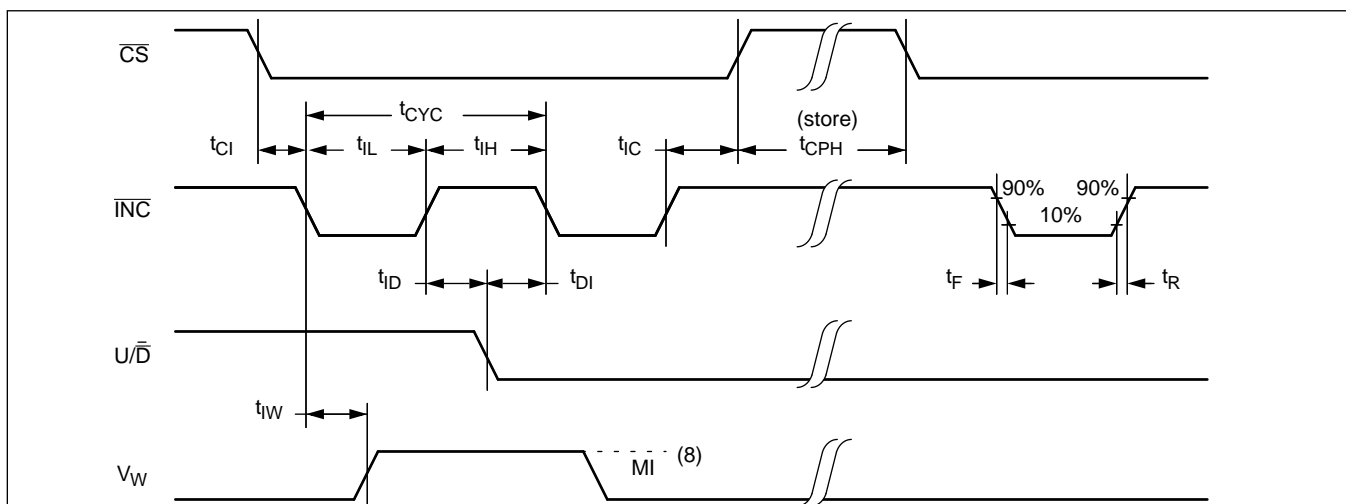 CS
(store)
tCYC
tCI tIL tIH tIC tCPH
INC
90% 90%
10%
tID tDI tF tR
U/D
tIW
(8)
MI
VW